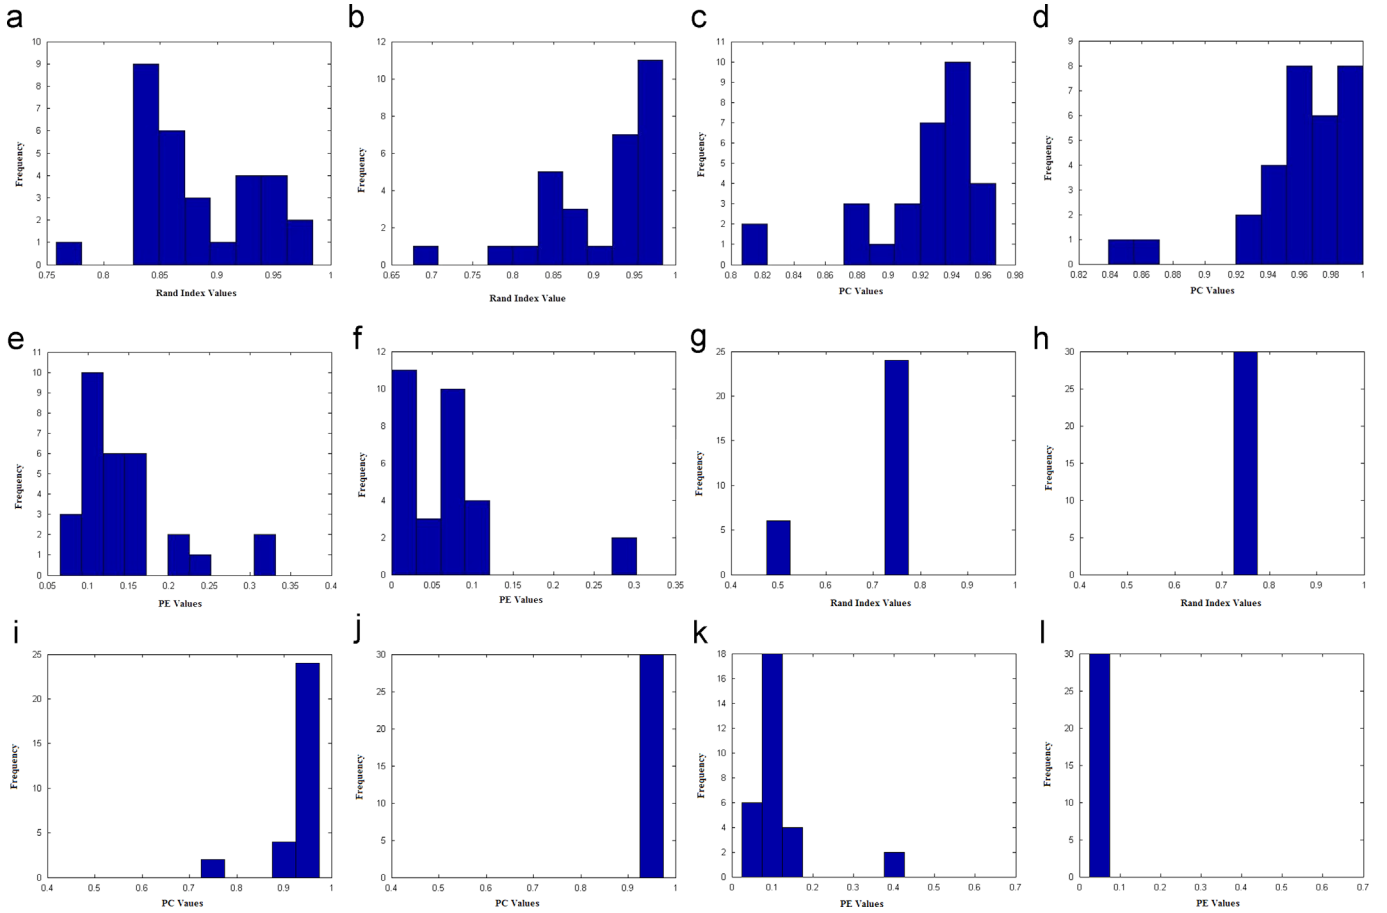 a
10
9
8
7
6
5
4
3
2
1
0
Frequency
0.75 0.8 0.85 0.9 0.95 1
Rand Index Values
b
12
10
8
6
4
2
0
Frequency
0.65 0.7 0.75 0.8 0.85 0.9 0.95 1
Rand Index Value
c
11
10
9
8
7
6
5
4
3
2
1
0
Frequency
0.8 0.82 0.84 0.86 0.88 0.9 0.92 0.94 0.96 0.98
PC Values
d
9
8
7
6
5
4
3
2
1
0
Frequency
0.82 0.84 0.86 0.88 0.9 0.92 0.94 0.96 0.98 1
PC Values
e
11
10
9
8
7
6
5
4
3
2
1
0
Frequency
0.05 0.1 0.15 0.2 0.25 0.3 0.35 0.4
PE Values
f
12
10
8
6
4
2
0
Frequency
0 0.05 0.1 0.15 0.2 0.25 0.3 0.35
PE Values
g
25
20
15
10
5
0
Frequency
0.4 0.5 0.6 0.7 0.8 0.9 1
Rand Index Values
h
30
25
20
15
10
5
0
Frequency
0.4 0.5 0.6 0.7 0.8 0.9 1
Rand Index Values
i
25
20
15
10
5
0
Frequency
0.4 0.5 0.6 0.7 0.8 0.9 1
PC Vaues
j
30
25
20
15
10
5
0
Frequency
0.4 0.5 0.6 0.7 0.8 0.9 1
PC Values
k
18
16
14
12
10
8
6
4
2
0
Frequency
0 0.1 0.2 0.3 0.4 0.5 0.6 0.7
PE Values
l
30
25
20
15
10
5
0
Frequency
0 0.1 0.2 0.3 0.4 0.5 0.6 0.7
PE Values